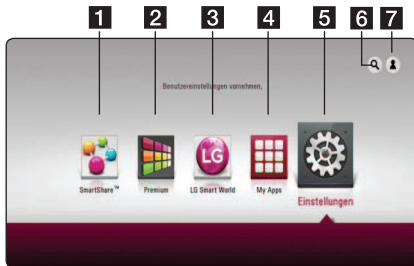 1 2 3 4 5 6 7
Benutzereinstellungen vornehmen.
LG
SmartShare™ Premium LG Smart World My Apps Einstellungen